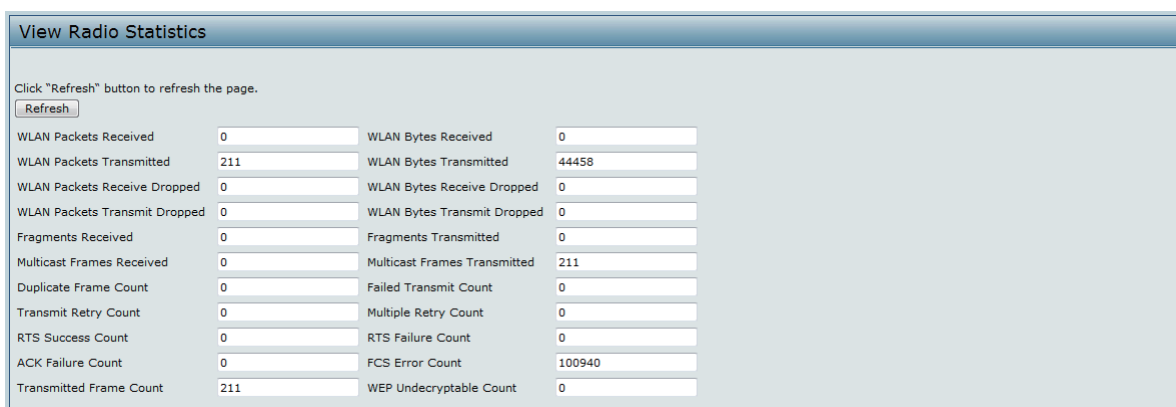 View Radio Statistics
Click "Refresh" button to refresh the page.
Refresh
WLAN Packets Received 0 WLAN Bytes Received 0
WLAN Packets Transmitted 211 WLAN Bytes Transmitted 44458
WLAN Packets Receive Dropped 0 WLAN Bytes Receive Dropped 0
WLAN Packets Transmit Dropped 0 WLAN Bytes Transmit Dropped 0
Fragments Received 0 Fragments Transmitted 0
Multicast Frames Received 0 Multicast Frames Transmitted 211
Duplicate Frame Count 0 Failed Transmit Count 0
Transmit Retry Count 0 Multiple Retry Count 0
RTS Success Count 0 RTS Failure Count 0
ACK Failure Count 0 FCS Error Count 100940
Transmitted Frame Count 211 WEP Undecryptable Count 0